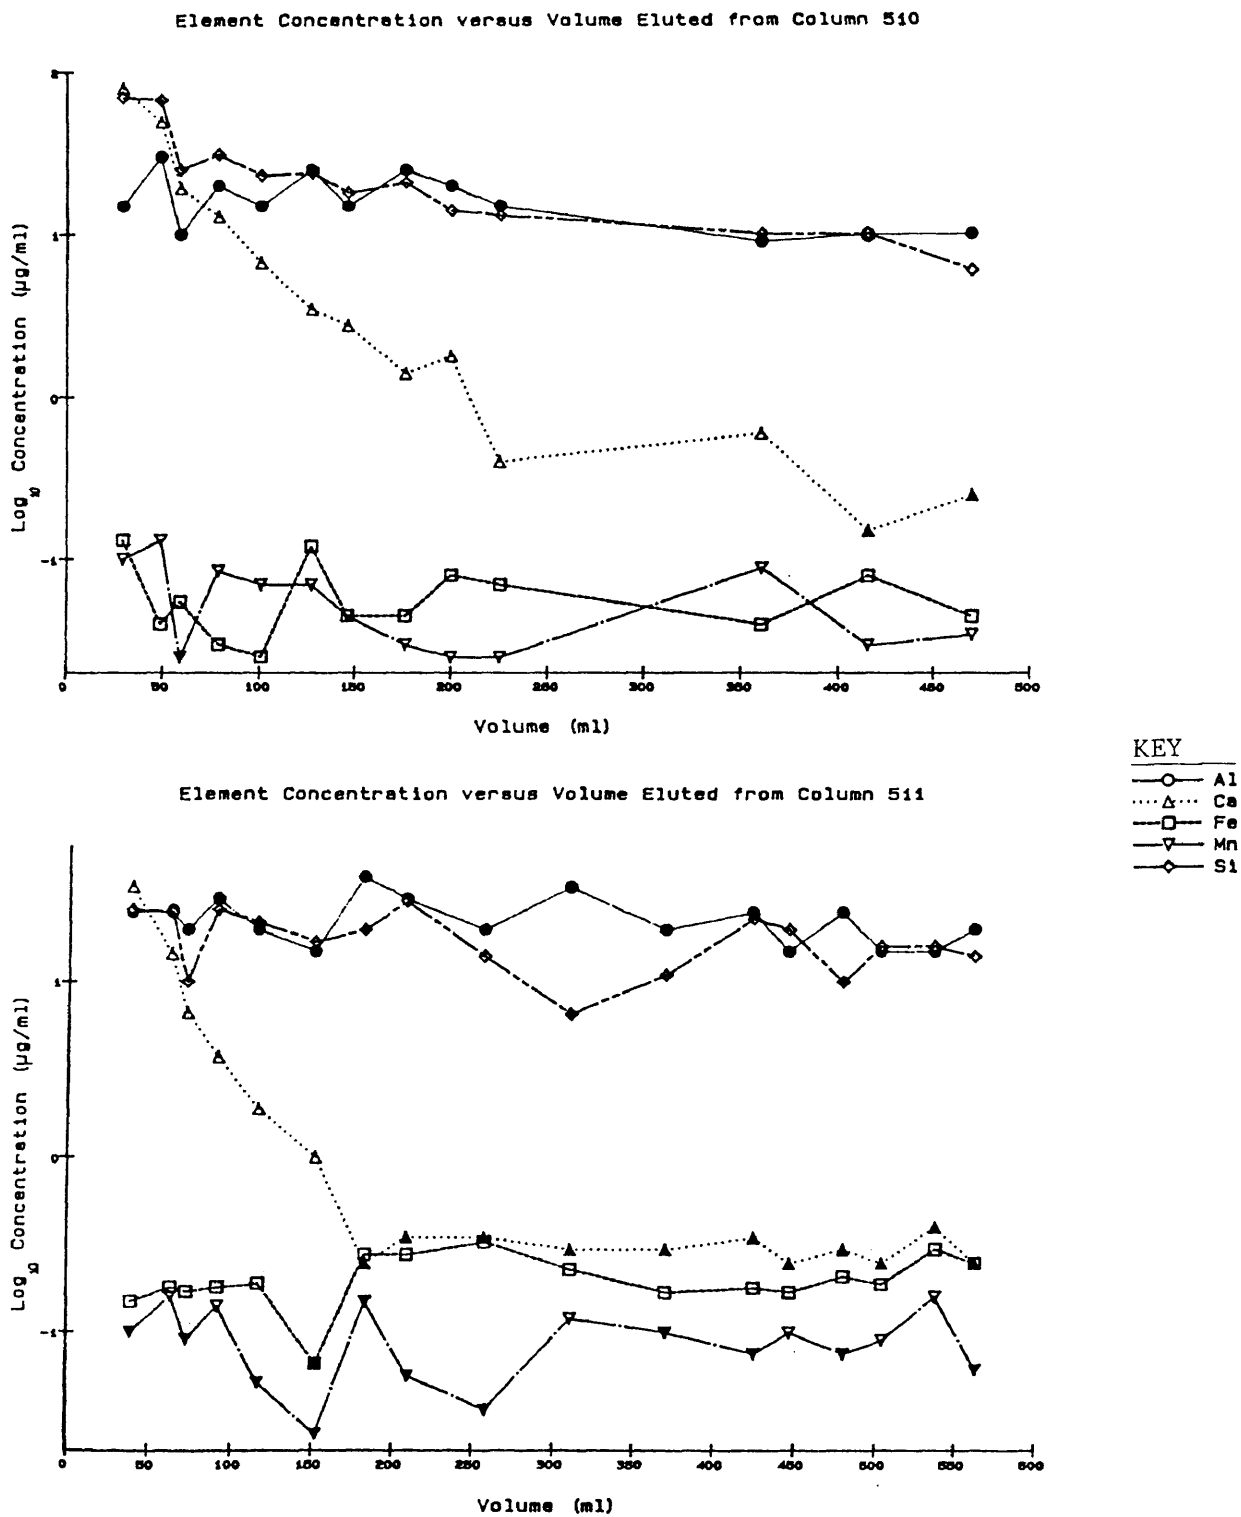 Element Concentration versus Volume Eluted from Column 510
Log10 Concentration (µg/ml)
2
1
0
-1
0 50 100 150 200 250 300 350 400 450 500
Volume (ml)
KEY
Al
Ca
Fe
Mn
Si
Element Concentration versus Volume Eluted from Column 511
Log10 Concentration (µg/ml)
1
0
-1
0 50 100 150 200 250 300 350 400 450 500 550 600
Volume (ml)